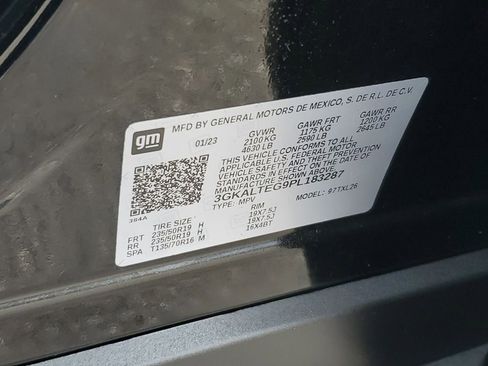 gm
MFD BY GENERAL MOTORS DE MEXICO, S. DE R.L. DE C.V.
01/23 GVWR GAWR FRT GAWR RR
2100 KG 1175 KG 1200 KG
4630 LB 2590 LB 2645 LB
THIS VEHICLE CONFORMS TO ALL APPLICABLE
U.S. FEDERAL MOTOR VEHICLE SAFETY AND THEFT PREVENTION
STANDARDS IN EFFECT ON THE DATE OF MANUFACTURE SHOWN ABOVE.
3GKALTEG9PL183287
TYPE: MPV MODEL: 97TXL26
384A
TIRE SIZE RIM
FRT 235/50R19 H 19X7.5J
RR 235/50R19 H 19X7.5J
SPA T135/70R16 M 16X4BT